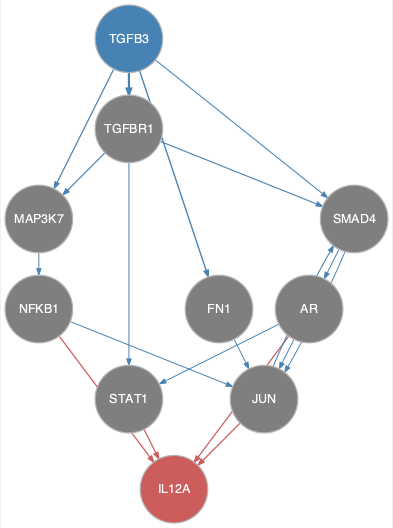 TGFB3
TGFBR1
MAP3K7
SMAD4
NFKB1
FN1
AR
STAT1
JUN
IL12A